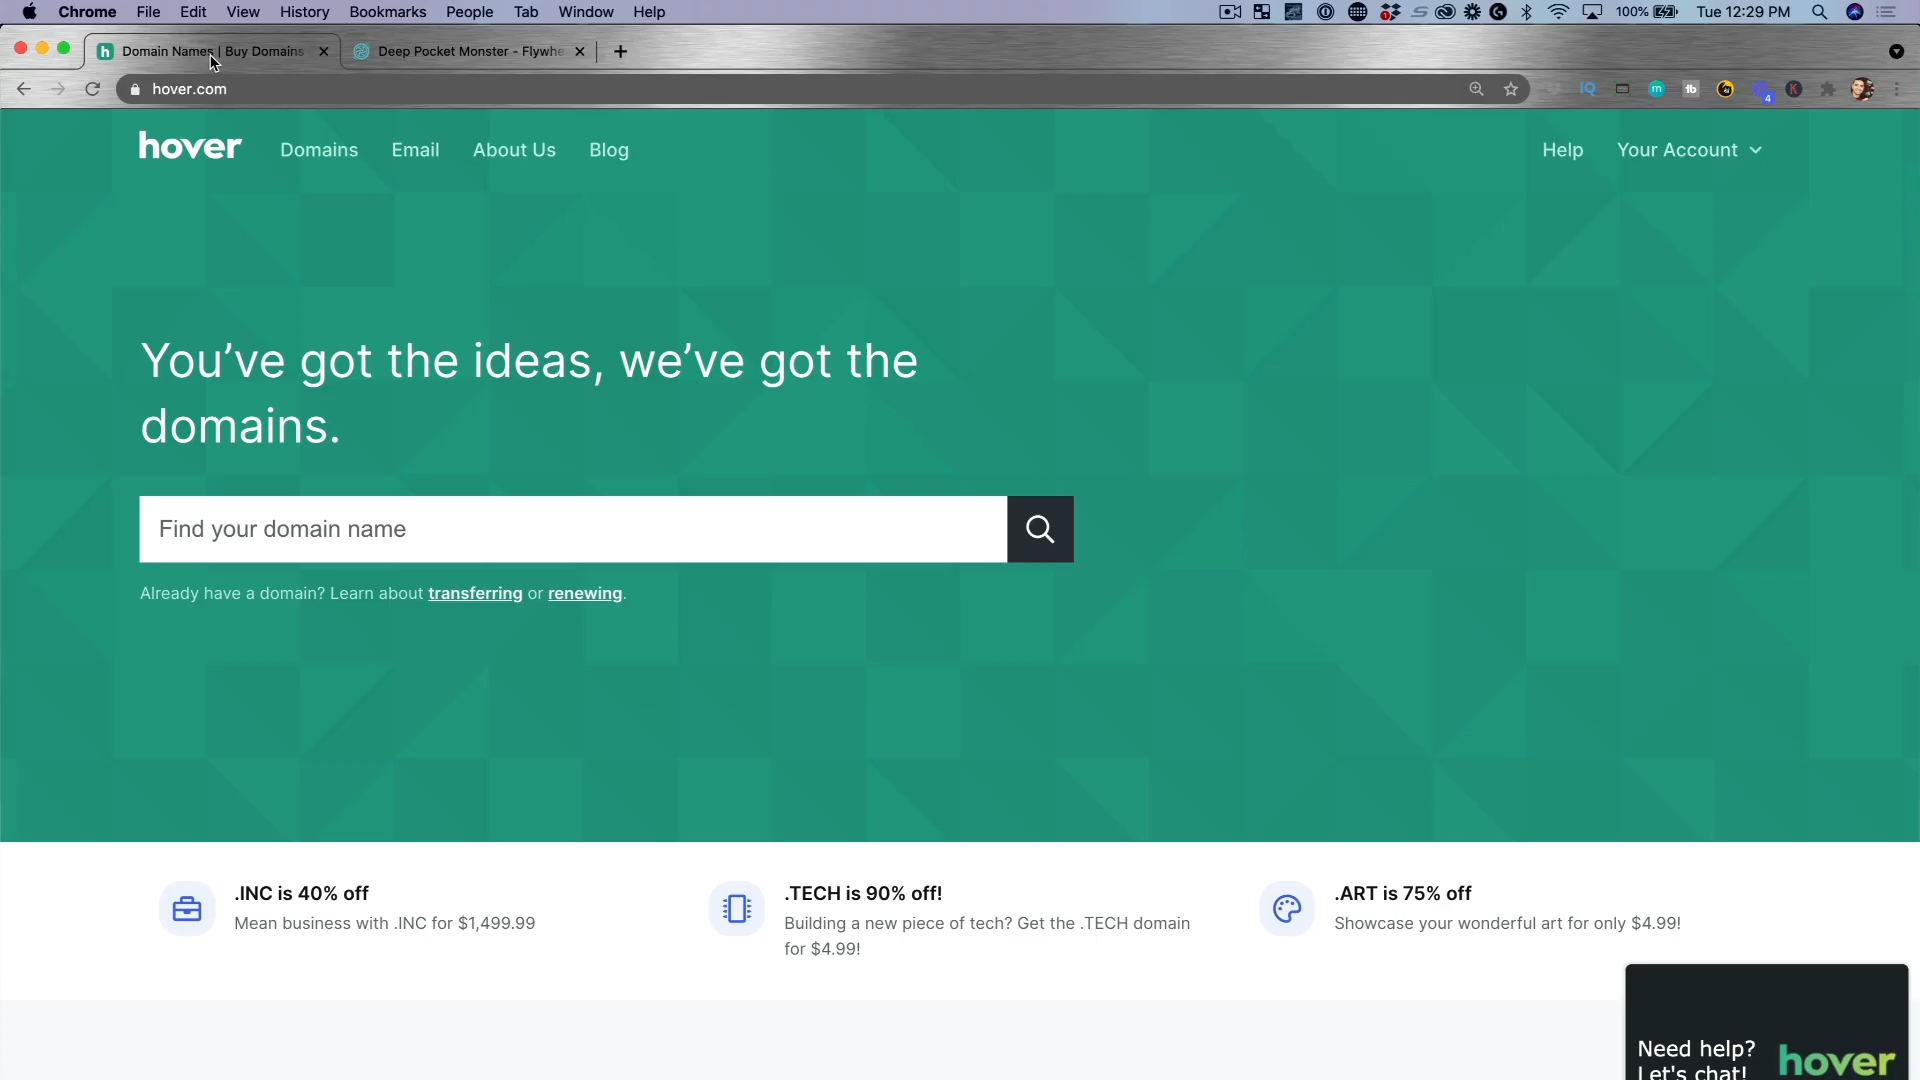 Chrome File Edit View History Bookmarks People Tab Window Help 100% Tue 12:29 PM
Domain Names | Buy Domains Deep Pocket Monster - Flywhe
hover.com
hover Domains Email About Us Blog Help Your Account
You’ve got the ideas, we’ve got the
domains.
Find your domain name
Already have a domain? Learn about transferring or renewing.
.INC is 40% off
Mean business with .INC for $1,499.99
.TECH is 90% off!
Building a new piece of tech? Get the .TECH domain
for $4.99!
.ART is 75% off
Showcase your wonderful art for only $4.99!
Need help?
Let's chat!
hover